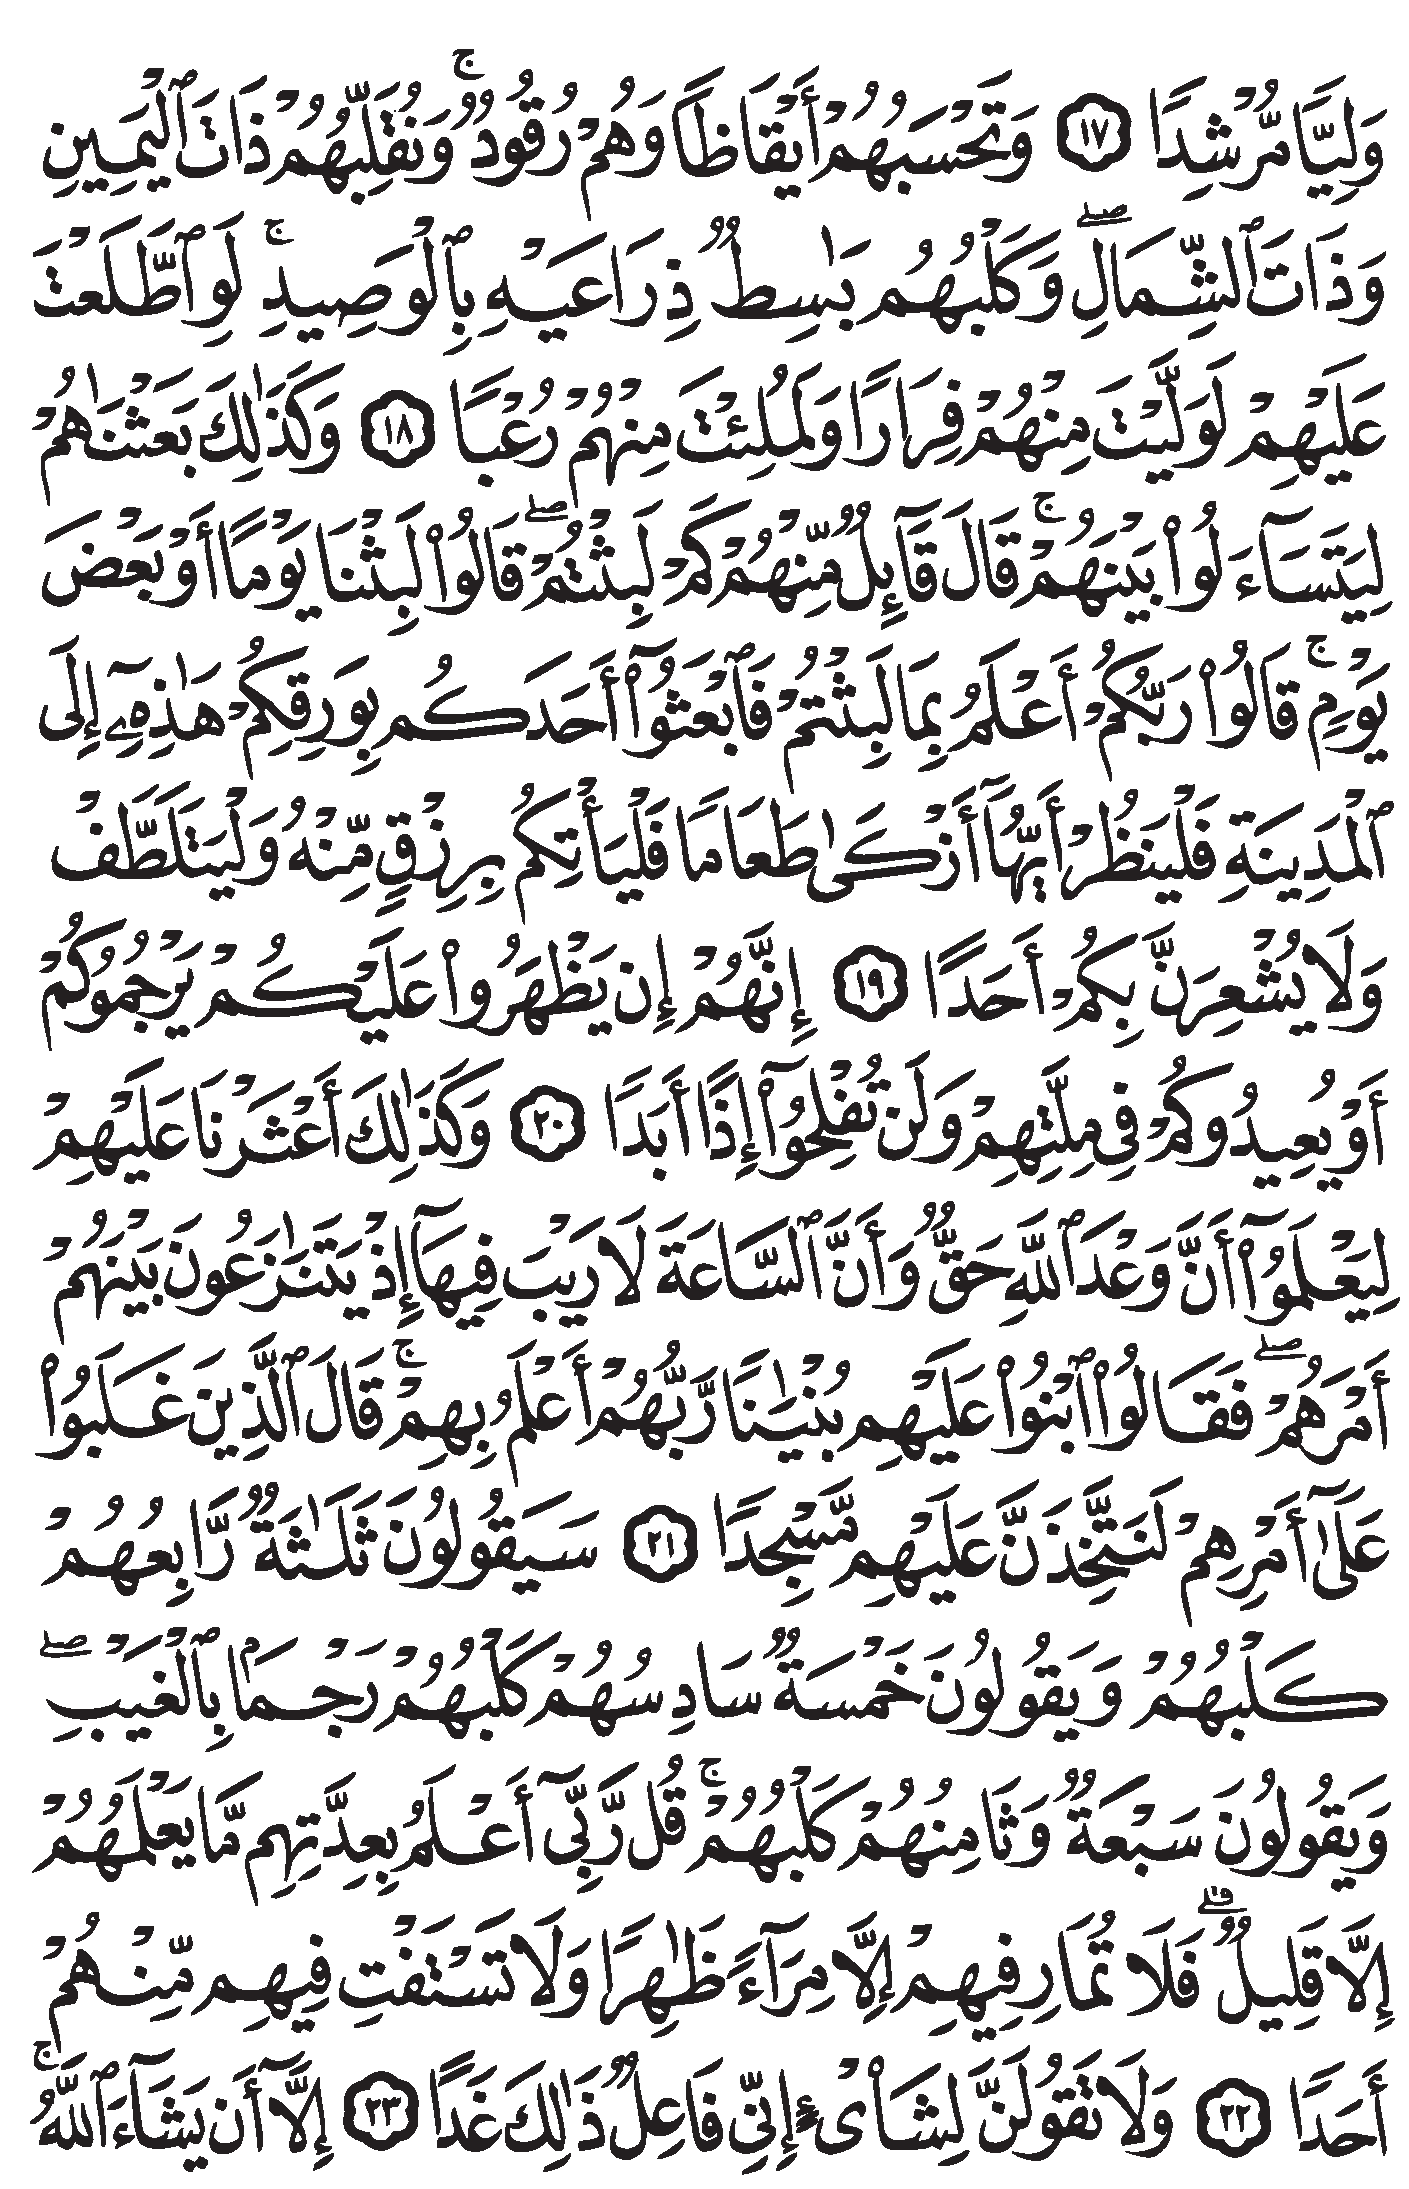 وَلِيًّا مُّرْشِدًا ١٧ وَتَحْسَبُهُمْ أَيْقَاظًا وَهُمْ رُقُودٌ ۚ وَنُقَلِّبُهُمْ ذَاتَ ٱلْيَمِينِ
وَذَاتَ ٱلشِّمَالِ ۖ وَكَلْبُهُم بَٰسِطٌ ذِرَاعَيْهِ بِٱلْوَصِيدِ ۚ لَوِ ٱطَّلَعْتَ
عَلَيْهِمْ لَوَلَّيْتَ مِنْهُمْ فِرَارًا وَلَمُلِئْتَ مِنْهُمْ رُعْبًا ١٨ وَكَذَٰلِكَ بَعَثْنَٰهُمْ
لِيَتَسَآءَلُوا۟ بَيْنَهُمْ ۚ قَالَ قَآئِلٌ مِّنْهُمْ كَمْ لَبِثْتُمْ ۖ قَالُوا۟ لَبِثْنَا يَوْمًا أَوْ بَعْضَ
يَوْمٍ ۚ قَالُوا۟ رَبُّكُمْ أَعْلَمُ بِمَا لَبِثْتُمْ فَٱبْعَثُوٓا۟ أَحَدَكُم بِوَرِقِكُمْ هَٰذِهِۦٓ إِلَى
ٱلْمَدِينَةِ فَلْيَنظُرْ أَيُّهَآ أَزْكَىٰ طَعَامًا فَلْيَأْتِكُم بِرِزْقٍ مِّنْهُ وَلْيَتَلَطَّفْ
وَلَا يُشْعِرَنَّ بِكُمْ أَحَدًا ١٩ إِنَّهُمْ إِن يَظْهَرُوا۟ عَلَيْكُمْ يَرْجُمُوكُمْ
أَوْ يُعِيدُوكُمْ فِى مِلَّتِهِمْ وَلَن تُفْلِحُوٓا۟ إِذًا أَبَدًا ٢٠ وَكَذَٰلِكَ أَعْثَرْنَا عَلَيْهِمْ
لِيَعْلَمُوٓا۟ أَنَّ وَعْدَ ٱللَّهِ حَقٌّ وَأَنَّ ٱلسَّاعَةَ لَا رَيْبَ فِيهَآ إِذْ يَتَنَٰزَعُونَ بَيْنَهُمْ
أَمْرَهُمْ ۖ فَقَالُوا۟ ٱبْنُوا۟ عَلَيْهِم بُنْيَٰنًا رَّبُّهُمْ أَعْلَمُ بِهِمْ ۚ قَالَ ٱلَّذِينَ غَلَبُوا۟
عَلَىٰٓ أَمْرِهِمْ لَنَتَّخِذَنَّ عَلَيْهِم مَّسْجِدًا ٢١ سَيَقُولُونَ ثَلَٰثَةٌ رَّابِعُهُمْ
كَلْبُهُمْ وَيَقُولُونَ خَمْسَةٌ سَادِسُهُمْ كَلْبُهُمْ رَجْمًۢا بِٱلْغَيْبِ ۖ
وَيَقُولُونَ سَبْعَةٌ وَثَامِنُهُمْ كَلْبُهُمْ ۚ قُل رَّبِّىٓ أَعْلَمُ بِعِدَّتِهِم مَّا يَعْلَمُهُمْ
إِلَّا قَلِيلٌ ۗ فَلَا تُمَارِ فِيهِمْ إِلَّا مِرَآءً ظَٰهِرًا وَلَا تَسْتَفْتِ فِيهِم مِّنْهُمْ
أَحَدًا ٢٢ وَلَا تَقُولَنَّ لِشَا۟ىْءٍ إِنِّى فَاعِلٌ ذَٰلِكَ غَدًا ٢٣ إِلَّآ أَن يَشَآءَ ٱللَّهُ ۚ